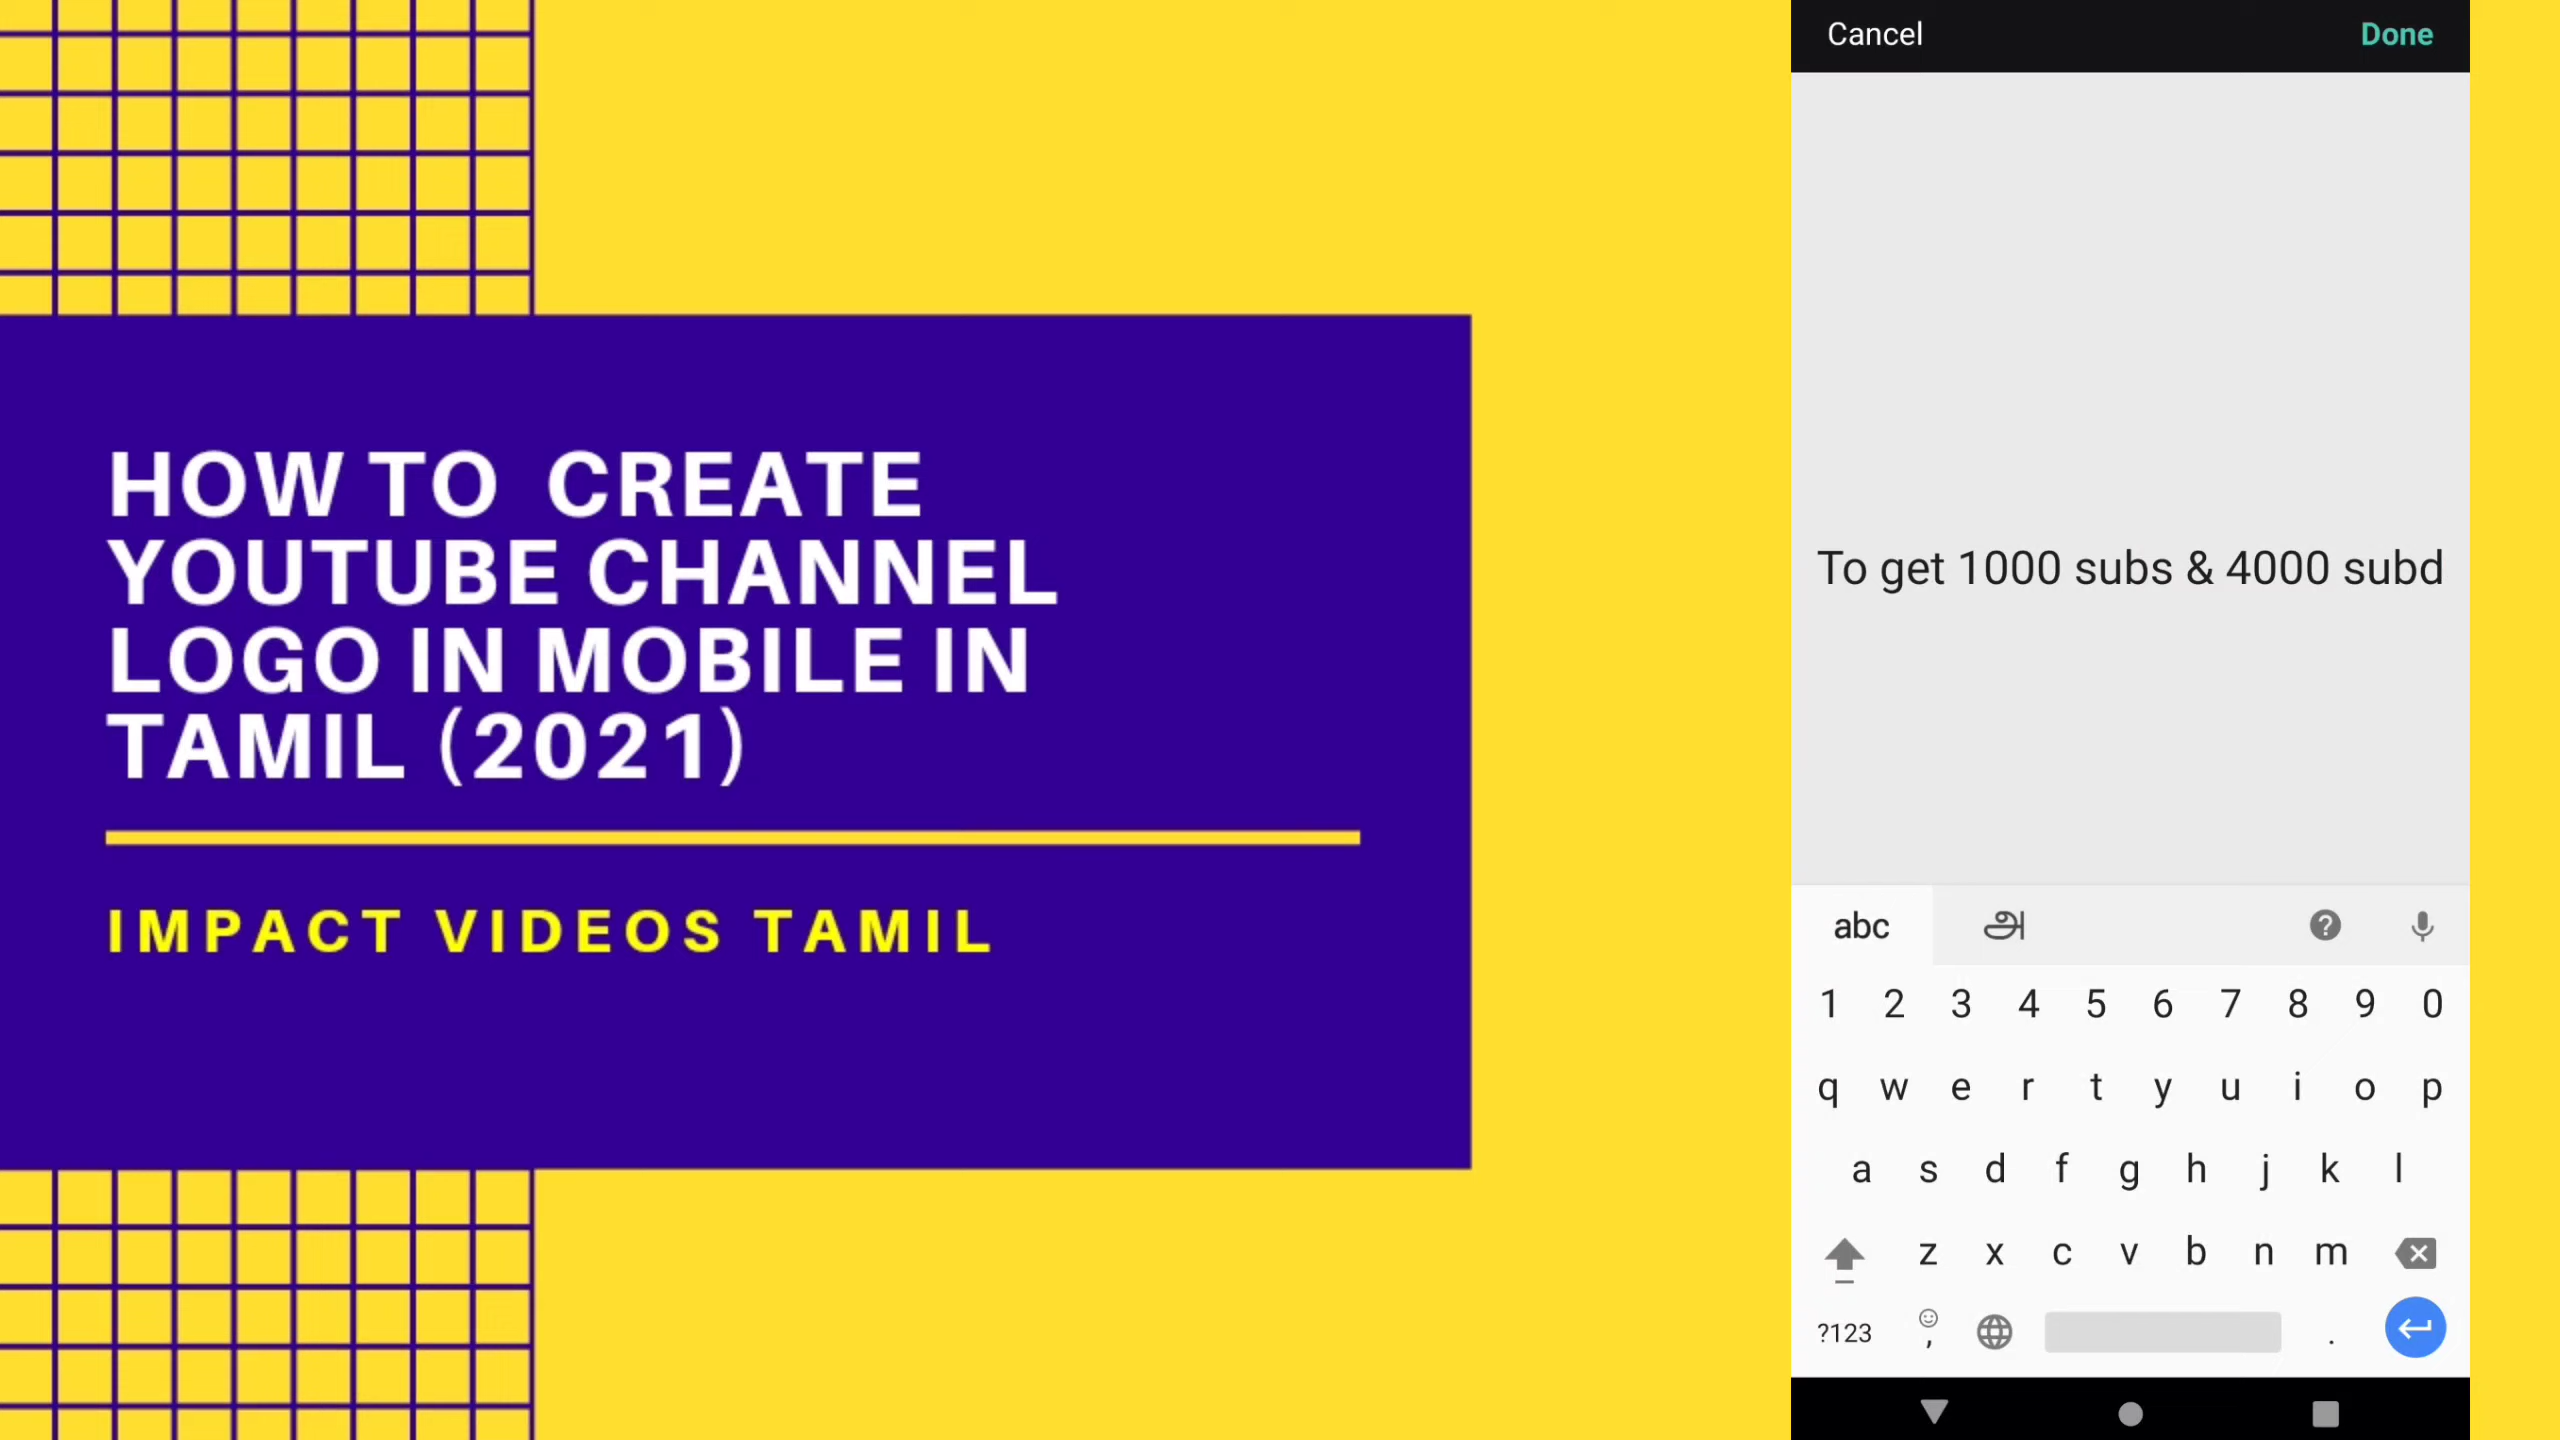 HOW TO CREATE
YOUTUBE CHANNEL
LOGO IN MOBILE IN
TAMIL (2021)
IMPACT VIDEOS TAMIL
Cancel Done
To get 1000 subs & 4000 subd
abc அ ?
1 2 3 4 5 6 7 8 9 0
q w e r t y u i o p
a s d f g h j k l
z x c v b n m
?123 , .